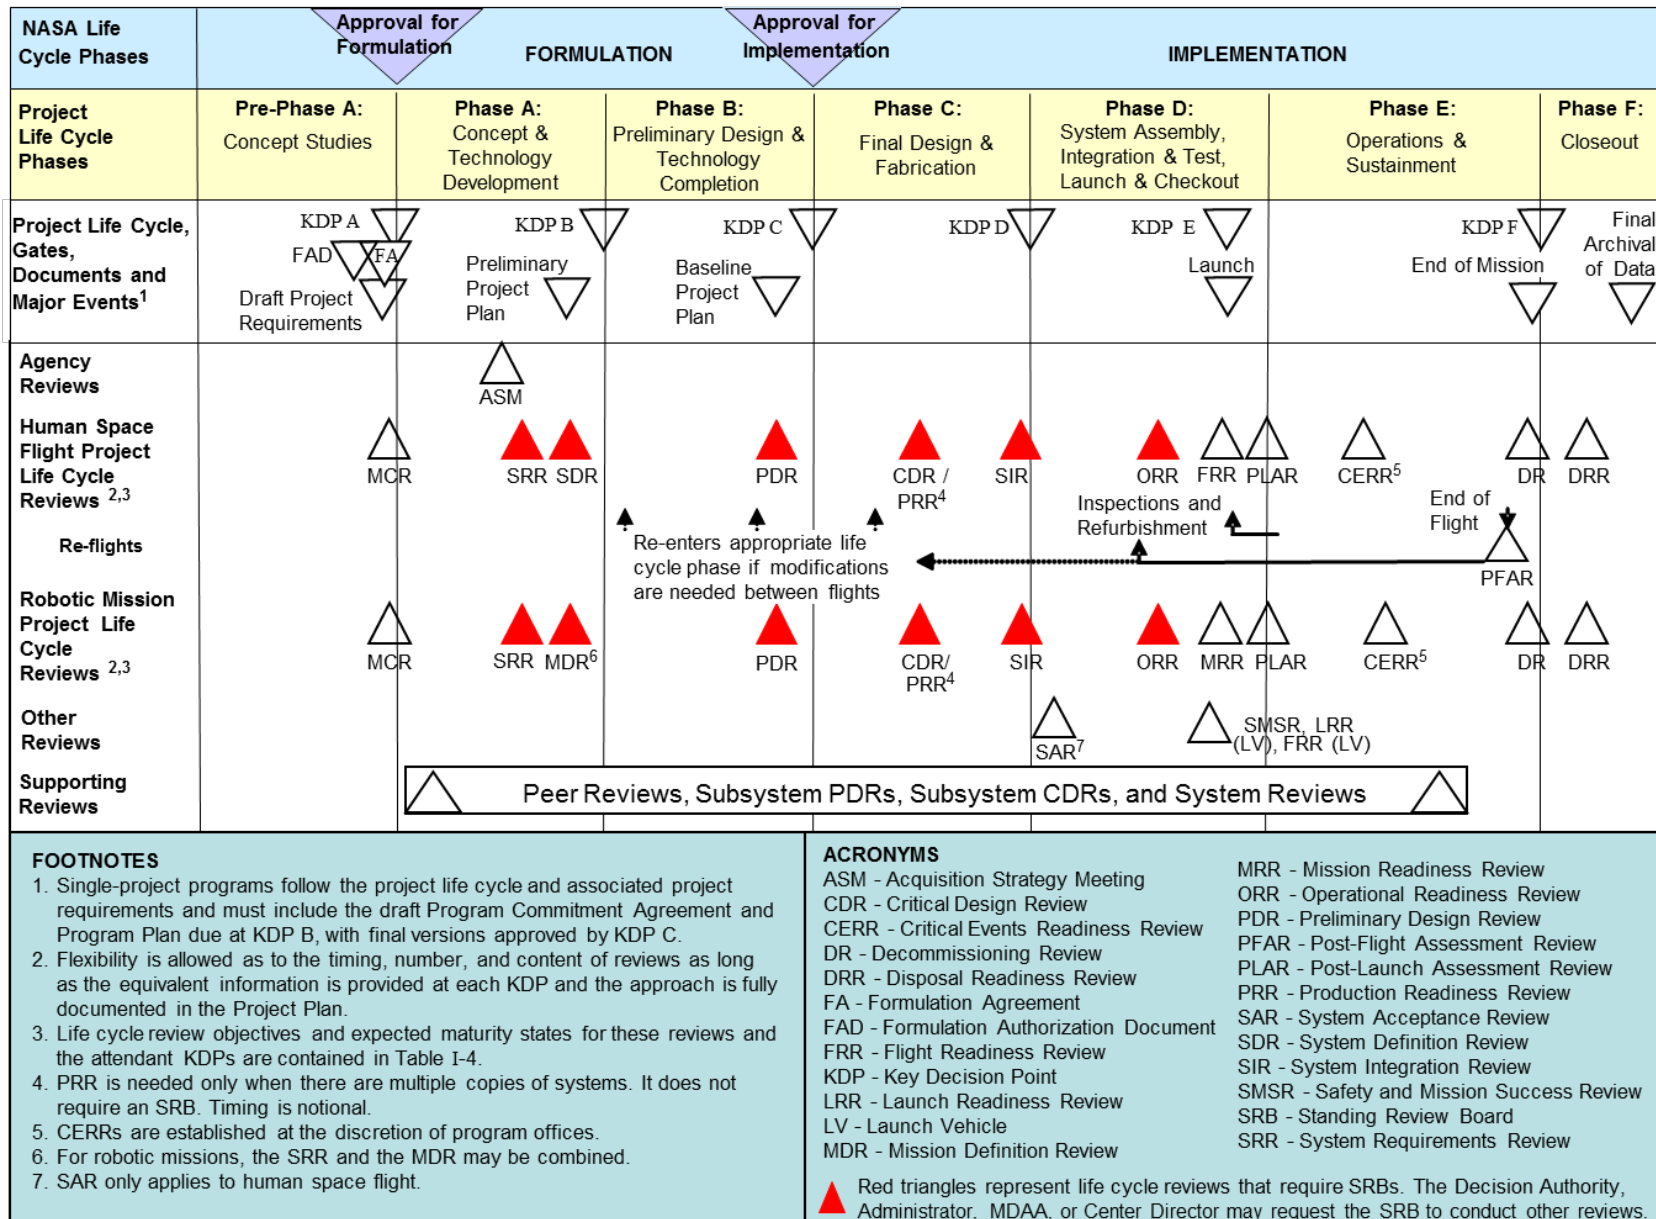 NASA Life
Cycle Phases
Approval for
Formulation
FORMULATION
Approval for
Implementation
IMPLEMENTATION
Project
Life Cycle
Phases
Pre-Phase A:
Concept Studies
Phase A:
Concept &
Technology
Development
Phase B:
Preliminary Design &
Technology
Completion
Phase C:
Final Design &
Fabrication
Phase D:
System Assembly,
Integration & Test,
Launch & Checkout
Phase E:
Operations &
Sustainment
Phase F:
Closeout
Project Life Cycle,
Gates,
Documents and
Major Events1
KDP A
FAD
FA
Draft Project
Requirements
KDP B
Preliminary
Project
Plan
KDP C
Baseline
Project
Plan
KDP D
KDP E
Launch
KDP F
End of Mission
Final
Archival
of Data
Agency
Reviews
ASM
Human Space
Flight Project
Life Cycle
Reviews 2,3
MCR
SRR
SDR
PDR
CDR /
PRR4
SIR
ORR
FRR
PLAR
CERR5
DR
DRR
Re-flights
Re-enters appropriate life
cycle phase if modifications
are needed between flights
Inspections and
Refurbishment
End of
Flight
PFAR
Robotic Mission
Project Life
Cycle
Reviews 2,3
MCR
SRR
MDR6
PDR
CDR/
PRR4
SIR
ORR
MRR
PLAR
CERR5
DR
DRR
Other
Reviews
SAR7
SMSR, LRR
(LV), FRR (LV)
Supporting
Reviews
Peer Reviews, Subsystem PDRs, Subsystem CDRs, and System Reviews
FOOTNOTES
1. Single-project programs follow the project life cycle and associated project
requirements and must include the draft Program Commitment Agreement and
Program Plan due at KDP B, with final versions approved by KDP C.
2. Flexibility is allowed as to the timing, number, and content of reviews as long
as the equivalent information is provided at each KDP and the approach is fully
documented in the Project Plan.
3. Life cycle review objectives and expected maturity states for these reviews and
the attendant KDPs are contained in Table I-4.
4. PRR is needed only when there are multiple copies of systems. It does not
require an SRB. Timing is notional.
5. CERRs are established at the discretion of program offices.
6. For robotic missions, the SRR and the MDR may be combined.
7. SAR only applies to human space flight.
ACRONYMS
ASM - Acquisition Strategy Meeting
CDR - Critical Design Review
CERR - Critical Events Readiness Review
DR - Decommissioning Review
DRR - Disposal Readiness Review
FA - Formulation Agreement
FAD - Formulation Authorization Document
FRR - Flight Readiness Review
KDP - Key Decision Point
LRR - Launch Readiness Review
LV - Launch Vehicle
MDR - Mission Definition Review
MRR - Mission Readiness Review
ORR - Operational Readiness Review
PDR - Preliminary Design Review
PFAR - Post-Flight Assessment Review
PLAR - Post-Launch Assessment Review
PRR - Production Readiness Review
SAR - System Acceptance Review
SDR - System Definition Review
SIR - System Integration Review
SMSR - Safety and Mission Success Review
SRB - Standing Review Board
SRR - System Requirements Review
Red triangles represent life cycle reviews that require SRBs. The Decision Authority,
Administrator, MDAA, or Center Director may request the SRB to conduct other reviews.